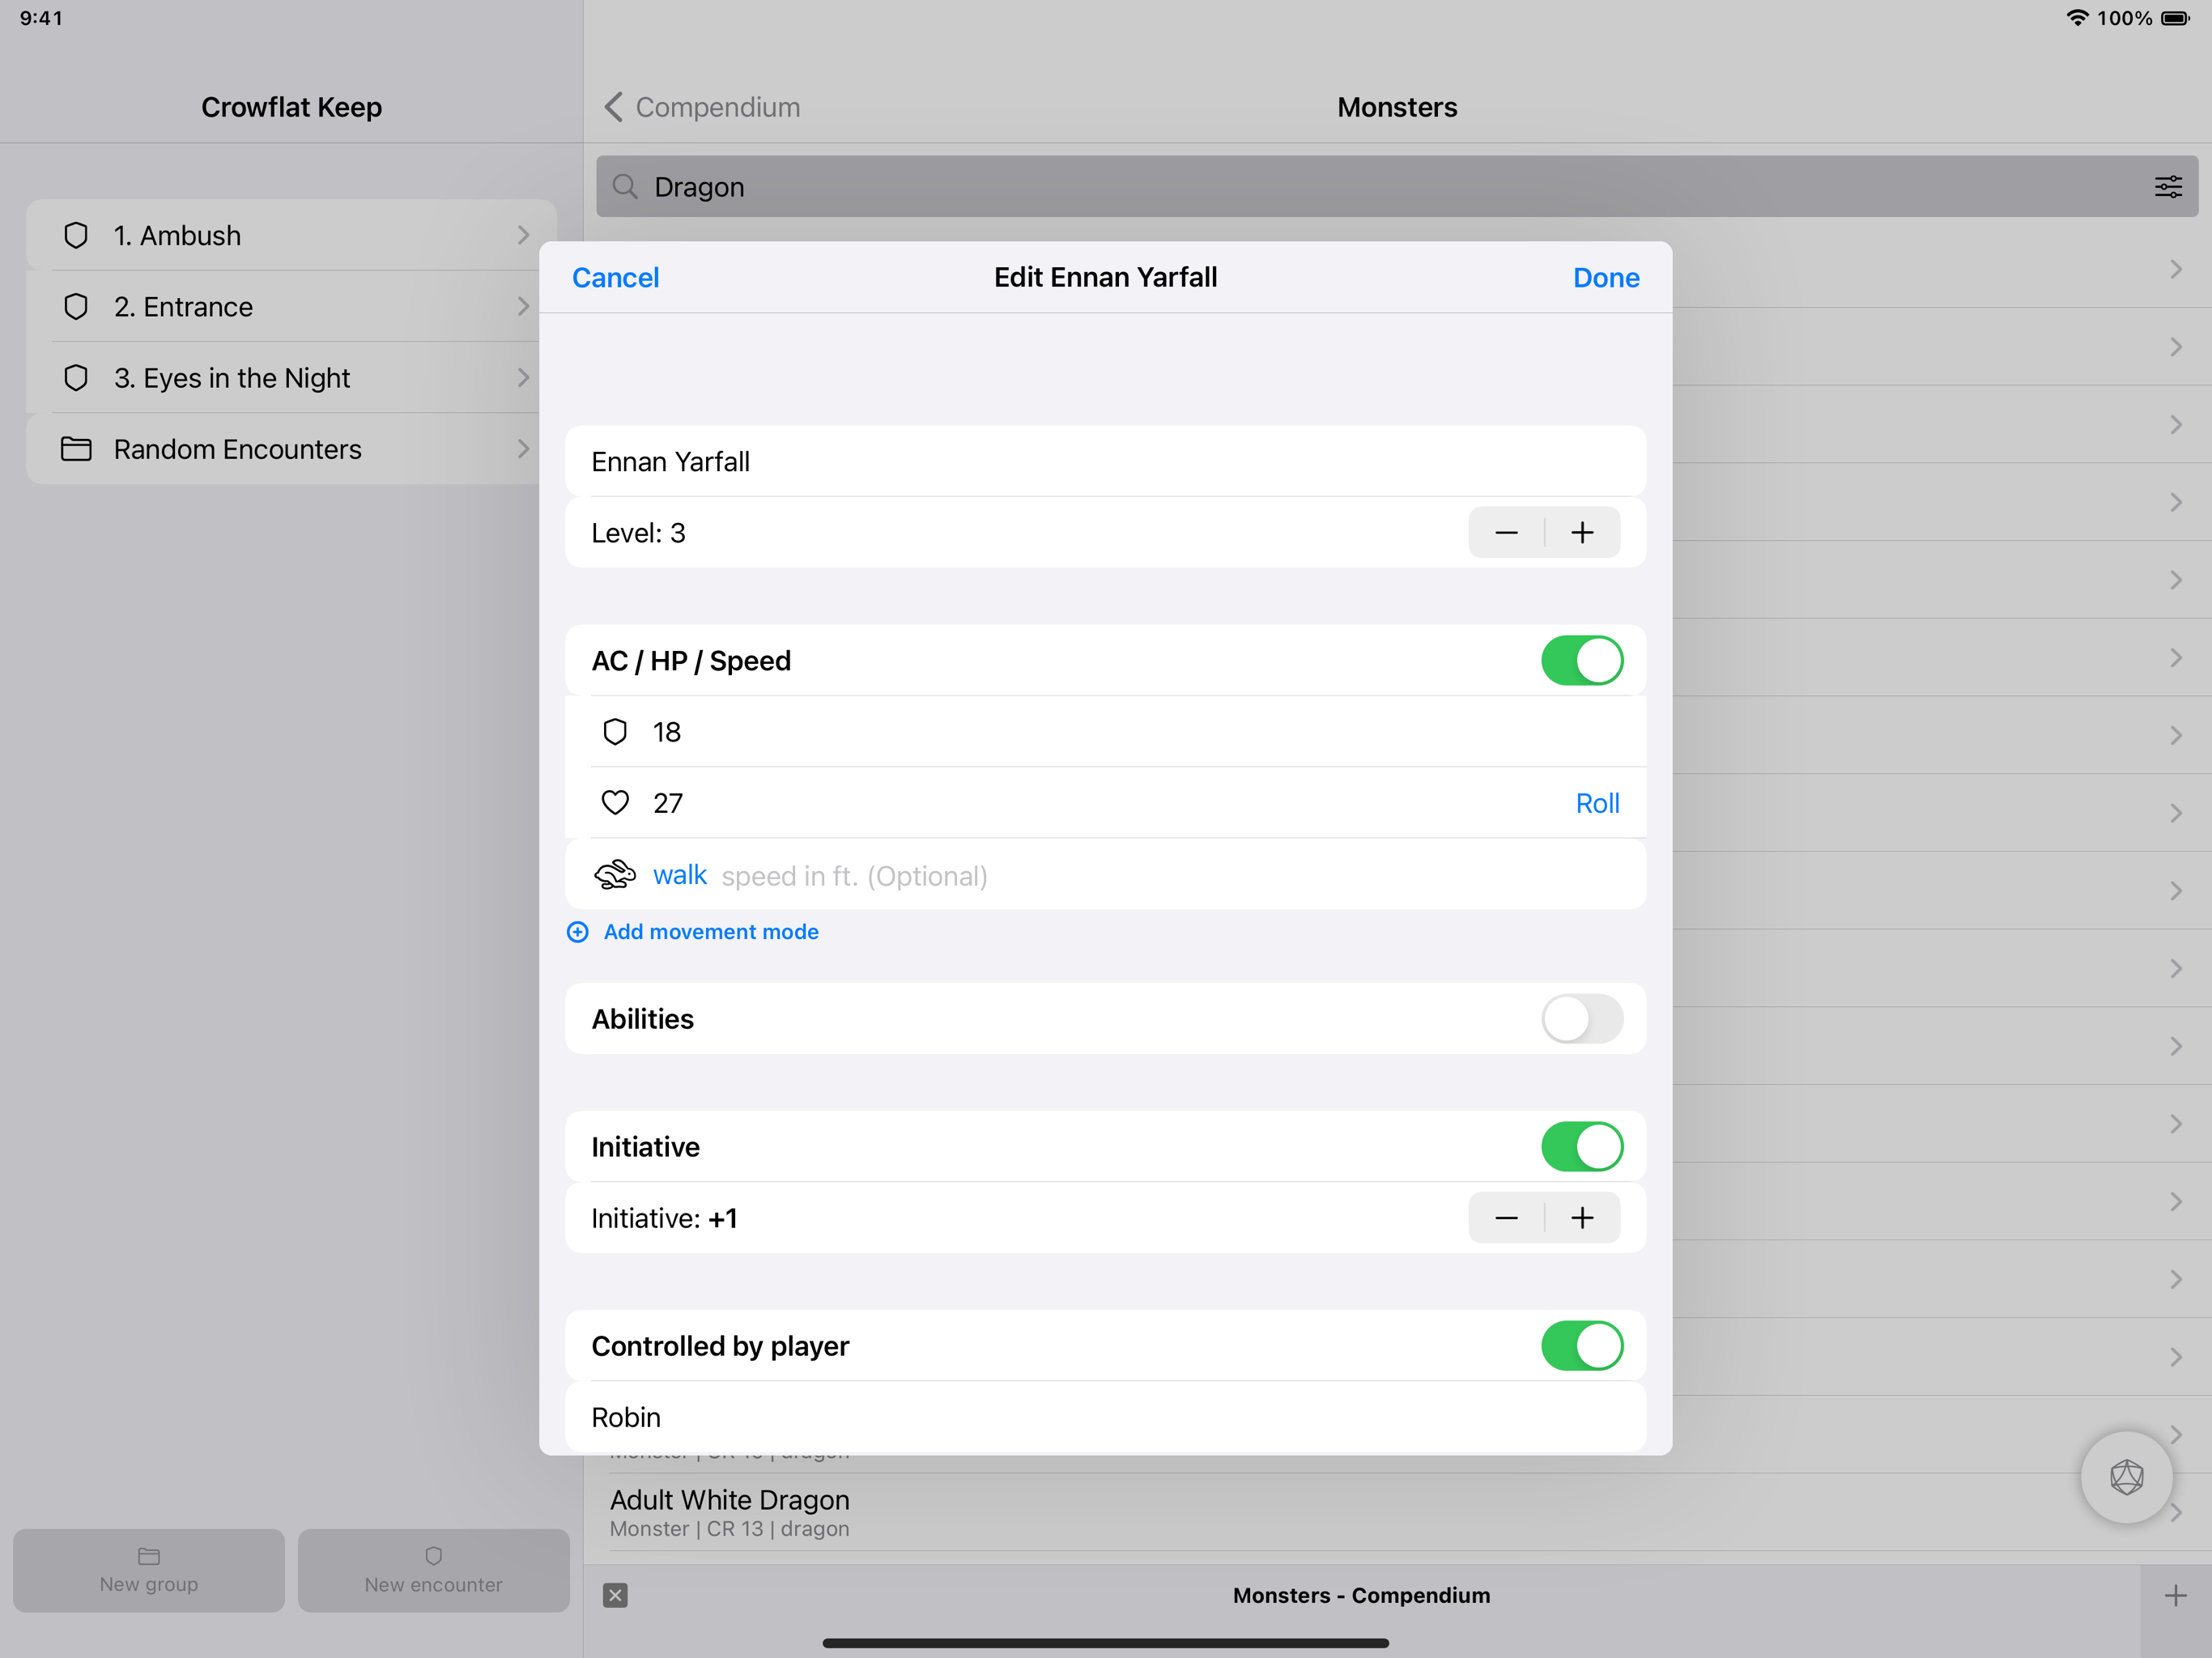 9:41
100%
Crowflat Keep
Compendium
Monsters
Dragon
1. Ambush
2. Entrance
3. Eyes in the Night
Random Encounters
Cancel
Edit Ennan Yarfall
Done
Ennan Yarfall
Level: 3
AC / HP / Speed
18
27
Roll
walk speed in ft. (Optional)
Add movement mode
Abilities
Initiative
Initiative: +1
Controlled by player
Robin
Adult White Dragon
Monster | CR 13 | dragon
New group
New encounter
Monsters - Compendium